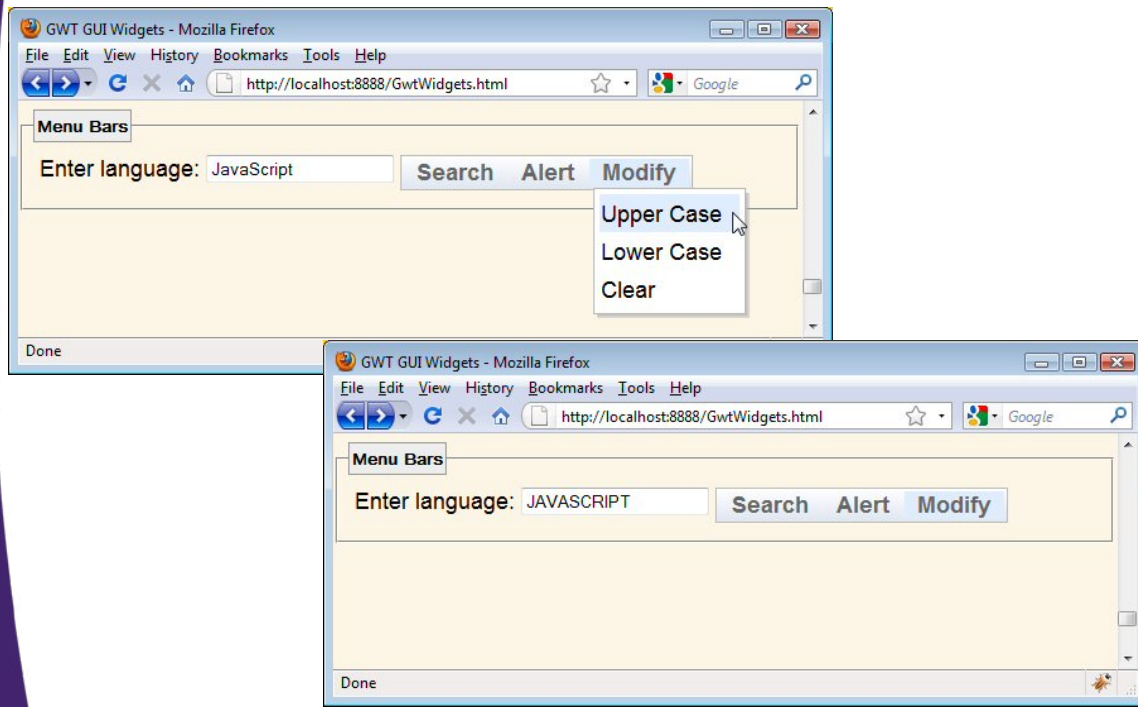 GWT GUI Widgets - Mozilla Firefox
File Edit View History Bookmarks Tools Help
http://localhost:8888/GwtWidgets.html Google
Menu Bars
Enter language: JavaScript Search Alert Modify
Upper Case
Lower Case
Clear
Done
GWT GUI Widgets - Mozilla Firefox
File Edit View History Bookmarks Tools Help
http://localhost:8888/GwtWidgets.html Google
Menu Bars
Enter language: JAVASCRIPT Search Alert Modify
Done